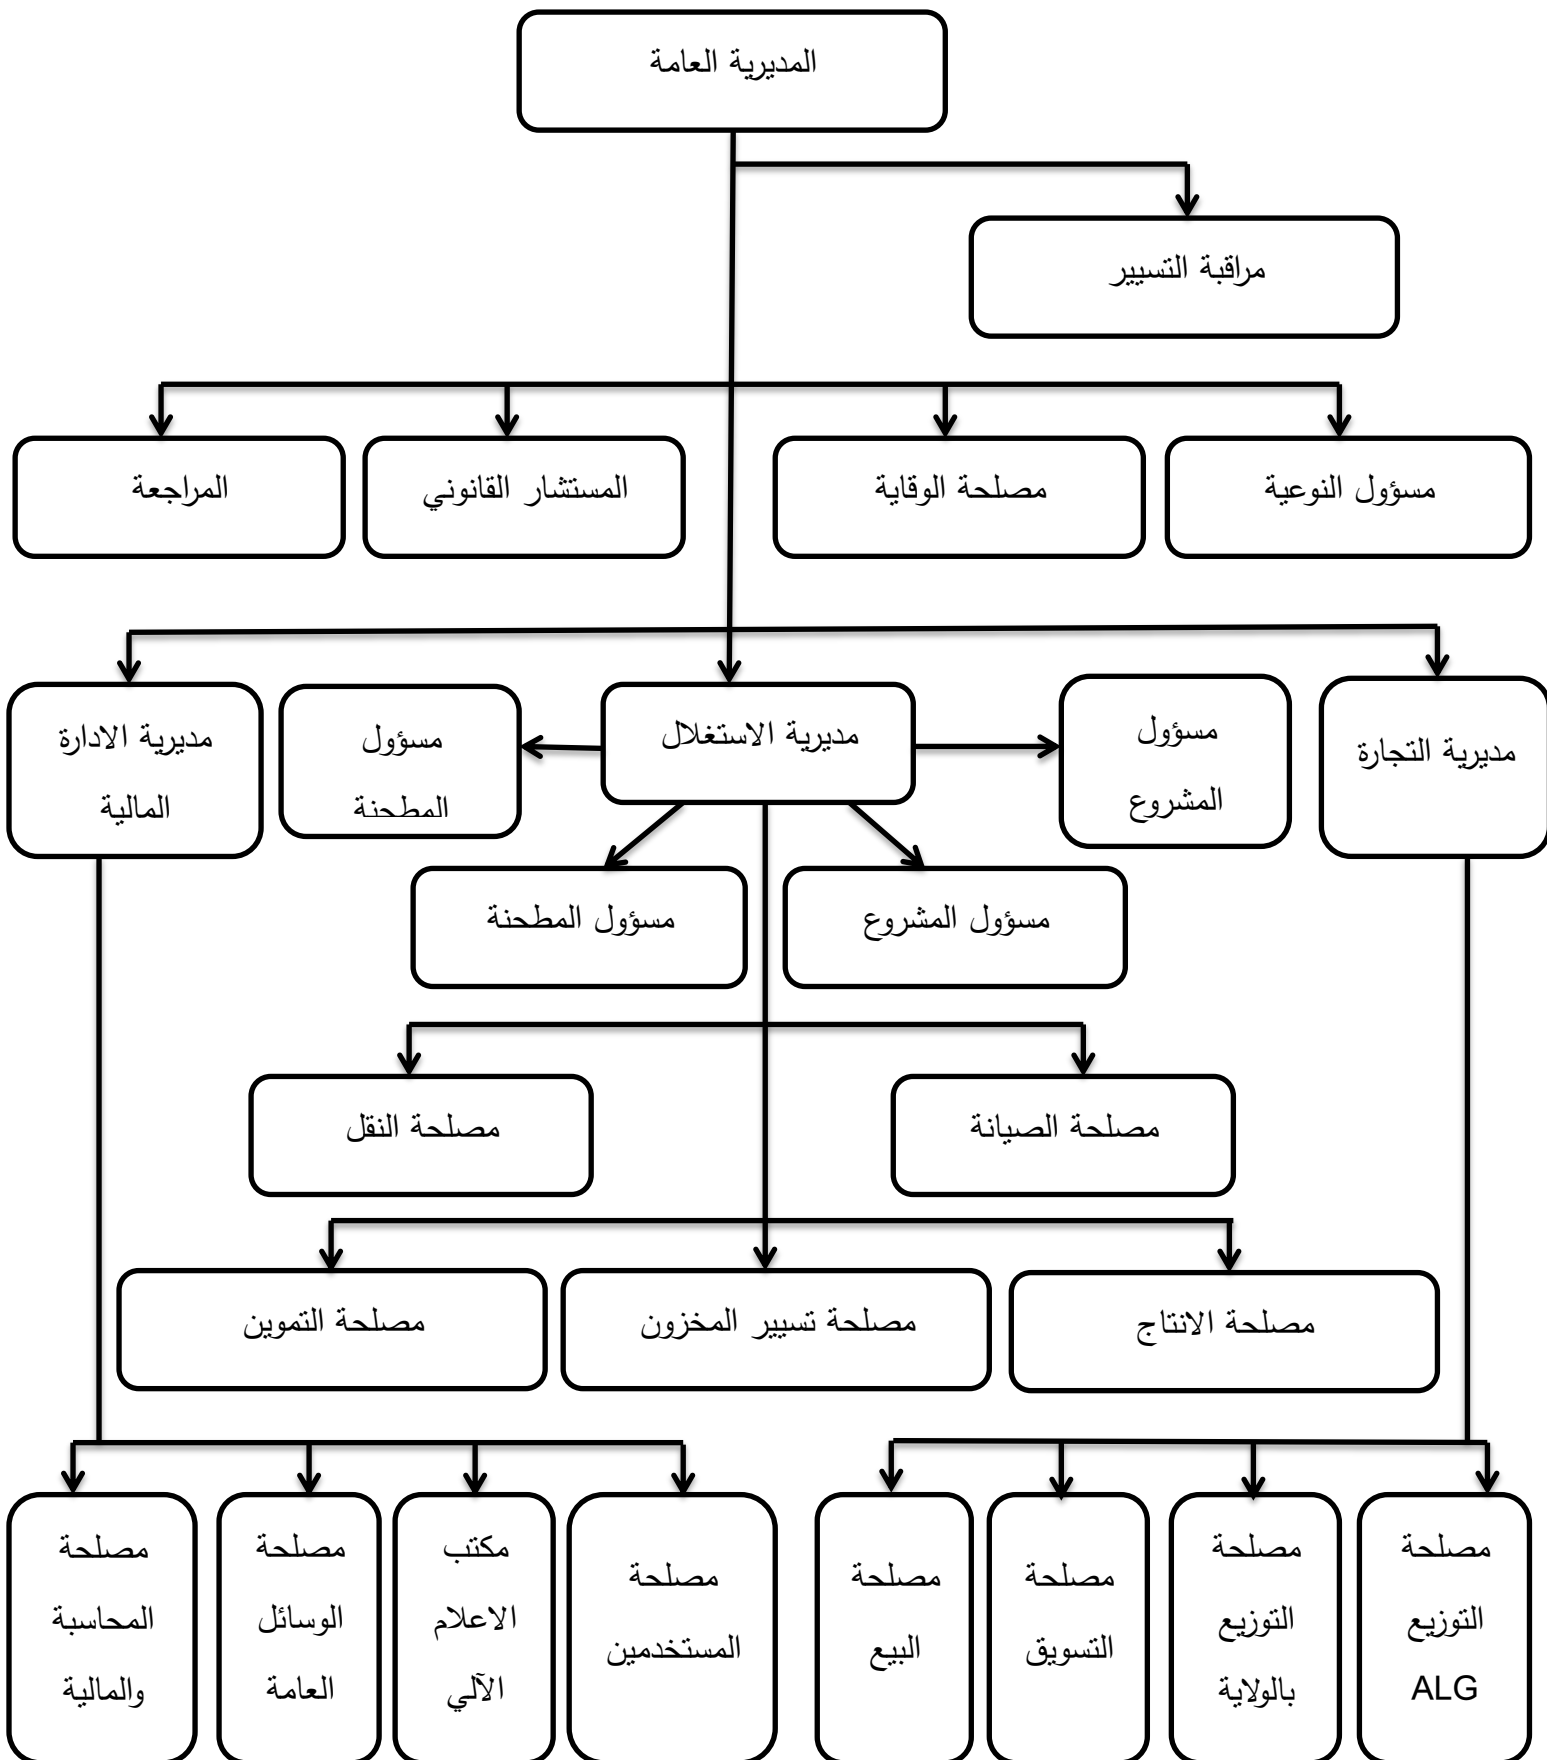 المديرية العامة
مراقبة التسيير
مسؤول النوعية
مصلحة الوقاية
المستشار القانوني
المراجعة
مديرية التجارة
مسؤول
المشروع
مديرية الاستغلال
مسؤول
المطحنة
مديرية الادارة
المالية
مسؤول المشروع
مسؤول المطحنة
مصلحة الصيانة
مصلحة النقل
مصلحة الانتاج
مصلحة تسيير المخزون
مصلحة التموين
مصلحة
التوزيع
ALG
مصلحة
التوزيع
بالولاية
مصلحة
التسويق
مصلحة
البيع
مصلحة
المستخدمين
مكتب
الاعلام
الآلي
مصلحة
الوسائل
العامة
مصلحة
المحاسبة
والمالية